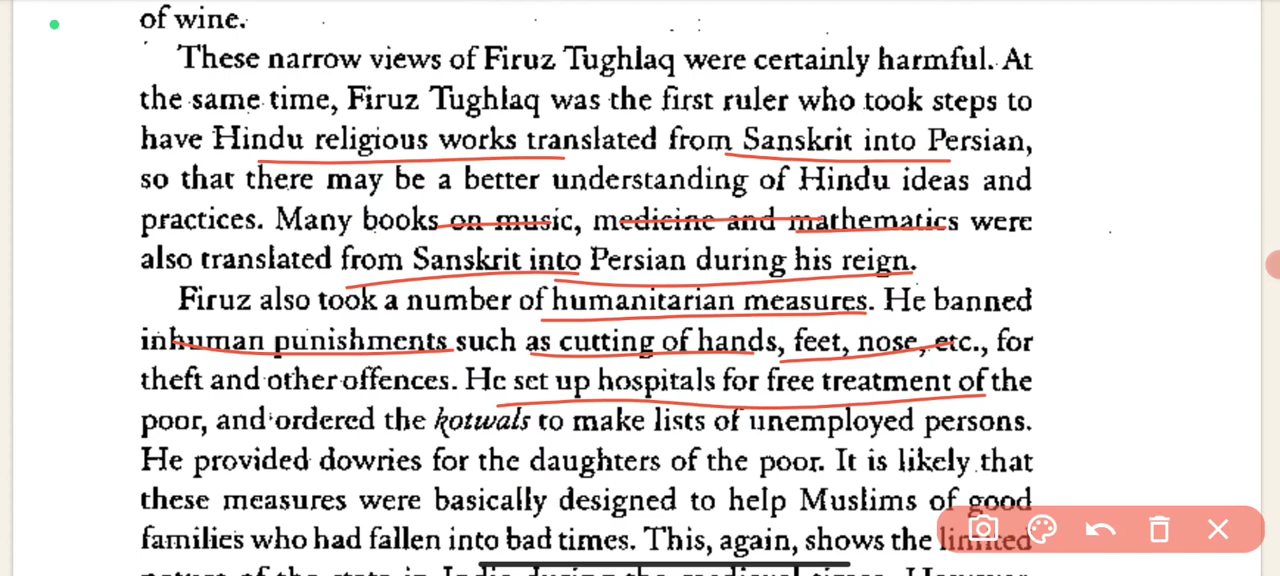 of wine.
These narrow views of Firuz Tughlaq were certainly harmful. At
the same time, Firuz Tughlaq was the first ruler who took steps to
have Hindu religious works translated from Sanskrit into Persian,
so that there may be a better understanding of Hindu ideas and
practices. Many books on music, medicine and mathematics were
also translated from Sanskrit into Persian during his reign.
Firuz also took a number of humanitarian measures. He banned
inhuman punishments such as cutting of hands, feet, nose, etc., for
theft and other offences. He set up hospitals for free treatment of the
poor, and ordered the kotwals to make lists of unemployed persons.
He provided dowries for the daughters of the poor. It is likely that
these measures were basically designed to help Muslims of good
families who had fallen into bad times. This, again, shows the limited